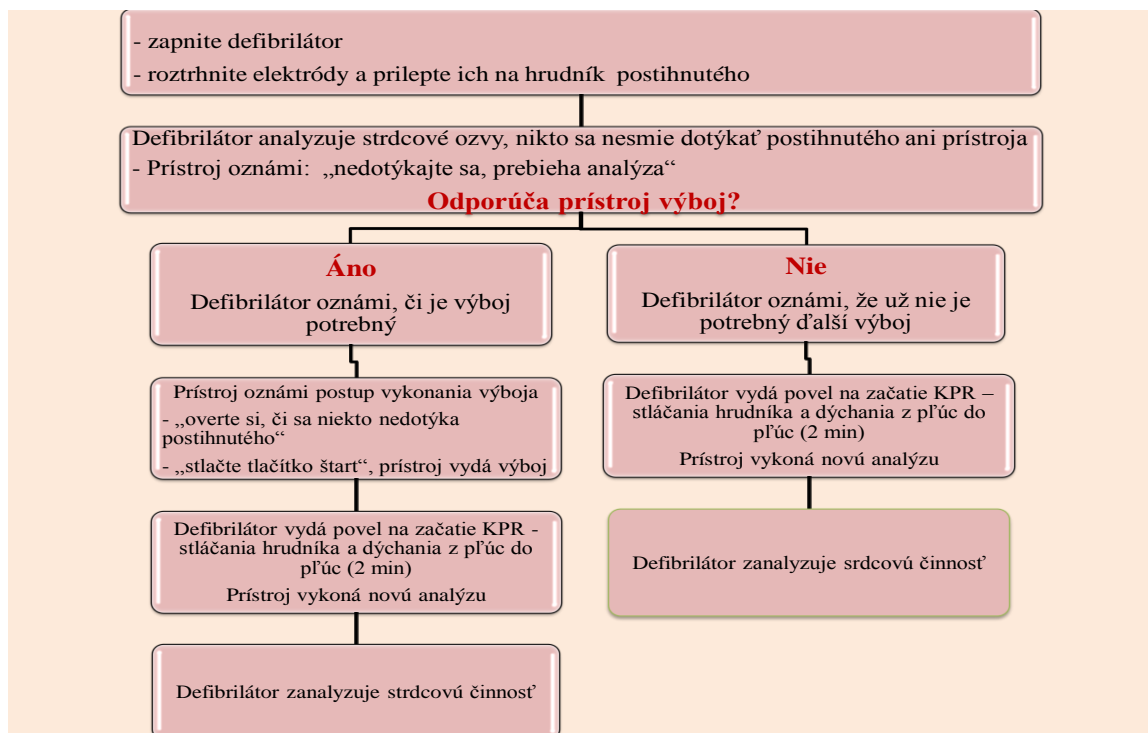 - zapnite defibrilátor
- roztrhnite elektródy a prilepte ich na hrudník postihnutého
Defibrilátor analyzuje strdcové ozvy, nikto sa nesmie dotýkať postihnutého ani prístroja
- Prístroj oznámi: „nedotýkajte sa, prebieha analýza“
Odporúča prístroj výboj?
Áno
Defibrilátor oznámi, či je výboj
potrebný
Prístroj oznámi postup vykonania výboja
- „overte si, či sa niekto nedotýka
postihnutého“
- „stlačte tlačítko štart“, prístroj vydá výboj
Defibrilátor vydá povel na začatie KPR -
stláčania hrudníka a dýchania z pľúc do
pľúc (2 min)
Prístroj vykoná novú analýzu
Defibrilátor zanalyzuje strdcovú činnosť
Nie
Defibrilátor oznámi, že už nie je
potrebný ďalší výboj
Defibrilátor vydá povel na začatie KPR –
stláčania hrudníka a dýchania z pľúc do
pľúc (2 min)
Prístroj vykoná novú analýzu
Defibrilátor zanalyzuje srdcovú činnosť